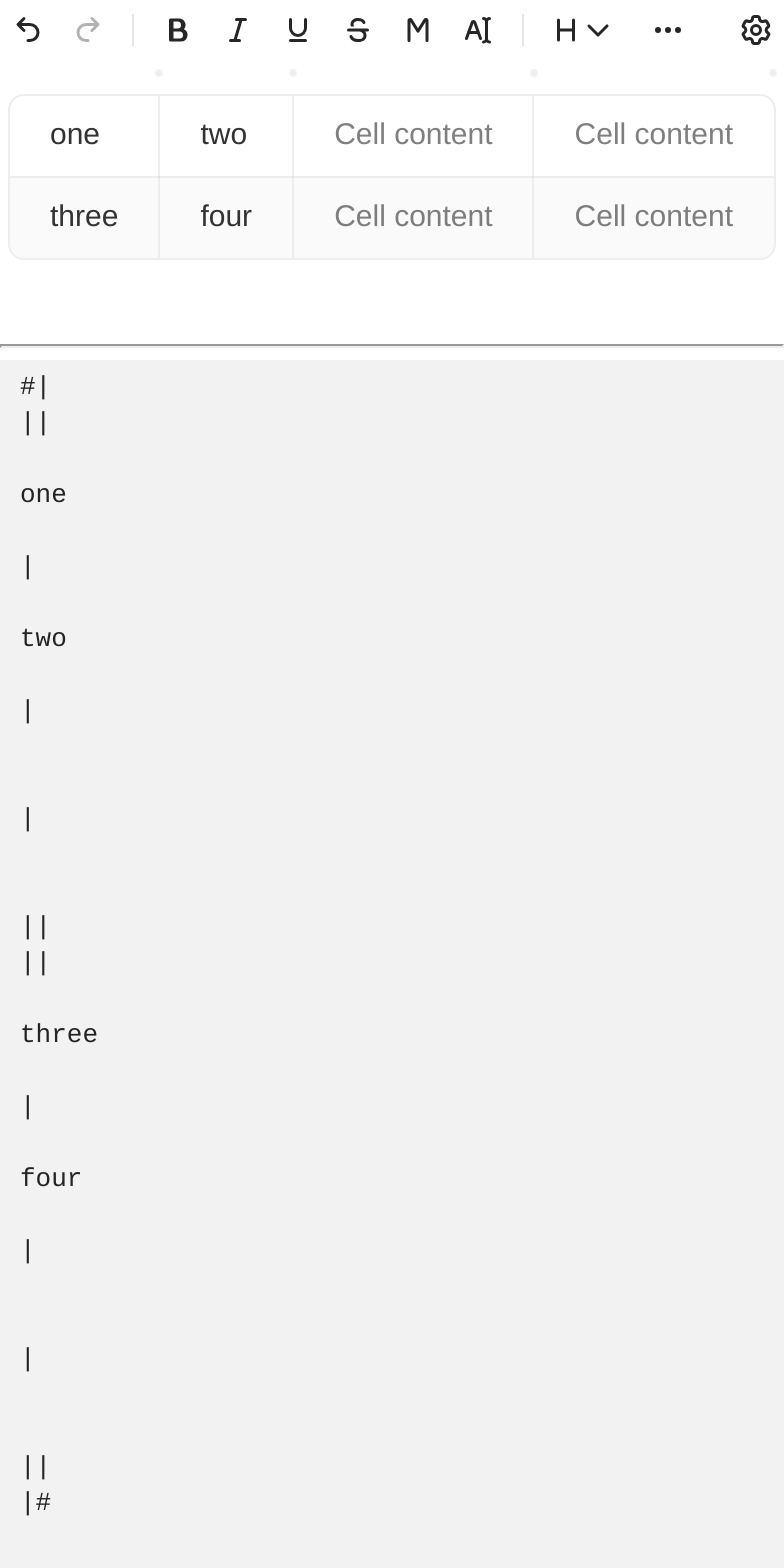 B I U S M A H
one two Cell content Cell content
three four Cell content Cell content
#|
||
one
|
two
|
|
||
||
three
|
four
|
|
||
|#